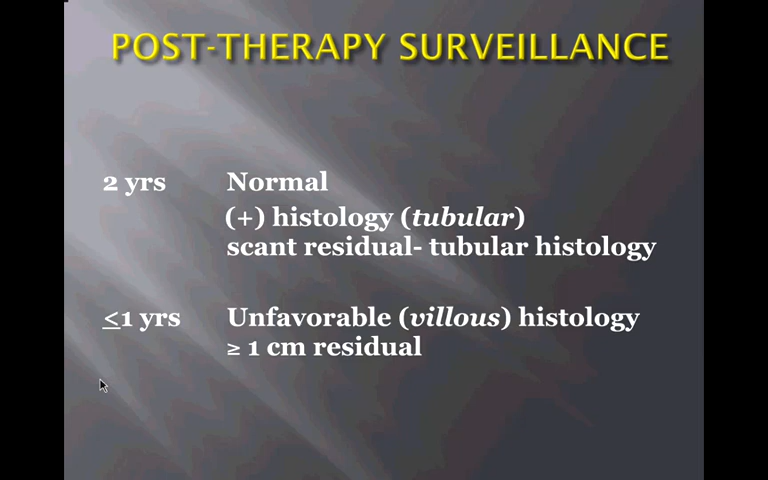 POST-THERAPY SURVEILLANCE
2 yrs Normal
(+) histology (tubular)
scant residual- tubular histology
≤1 yrs Unfavorable (villous) histology
≥ 1 cm residual